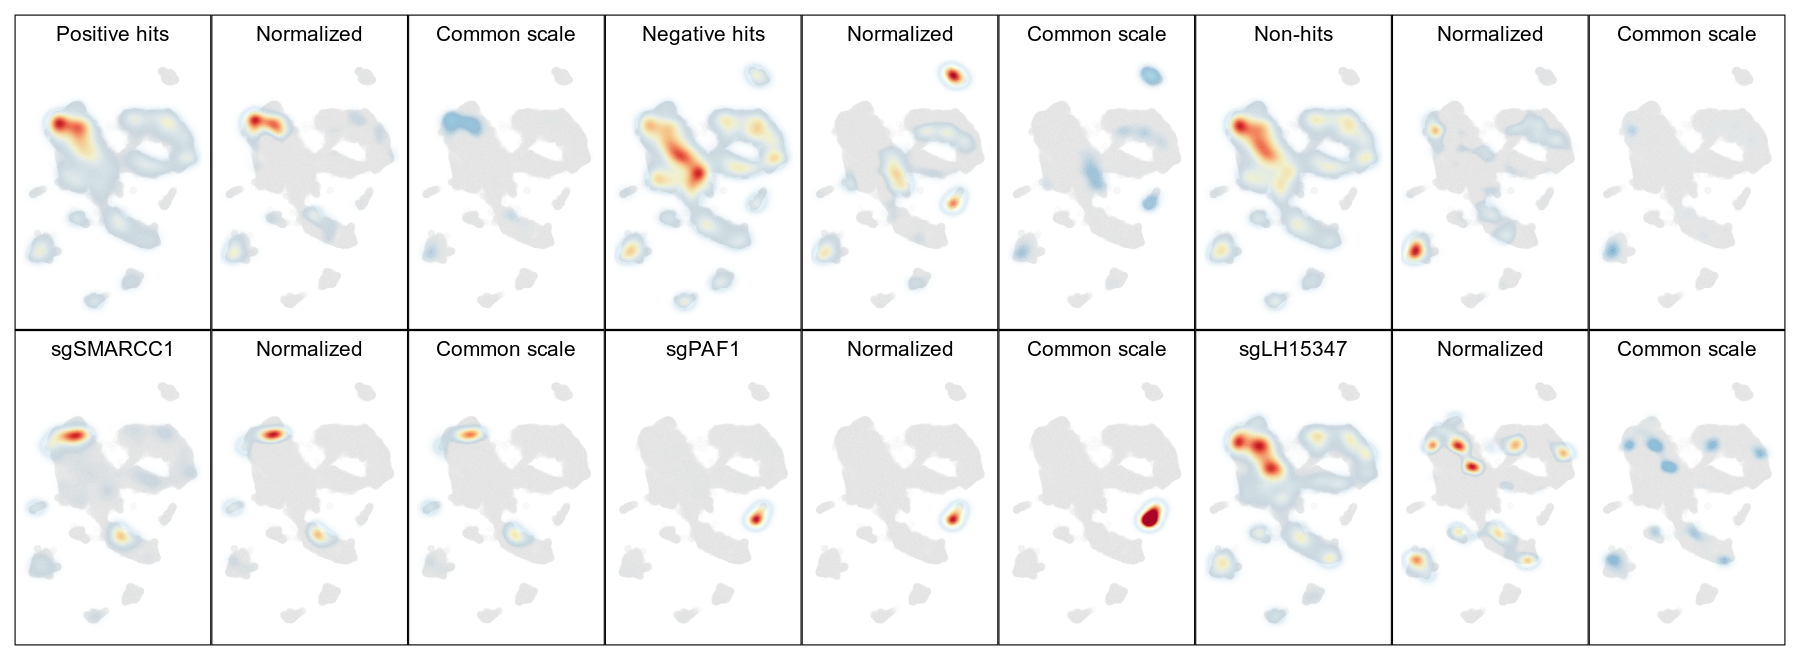 Positive hits
Normalized
Common scale
Negative hits
Normalized
Common scale
Non-hits
Normalized
Common scale
sgSMARCC1
Normalized
Common scale
sgPAF1
Normalized
Common scale
sgLH15347
Normalized
Common scale